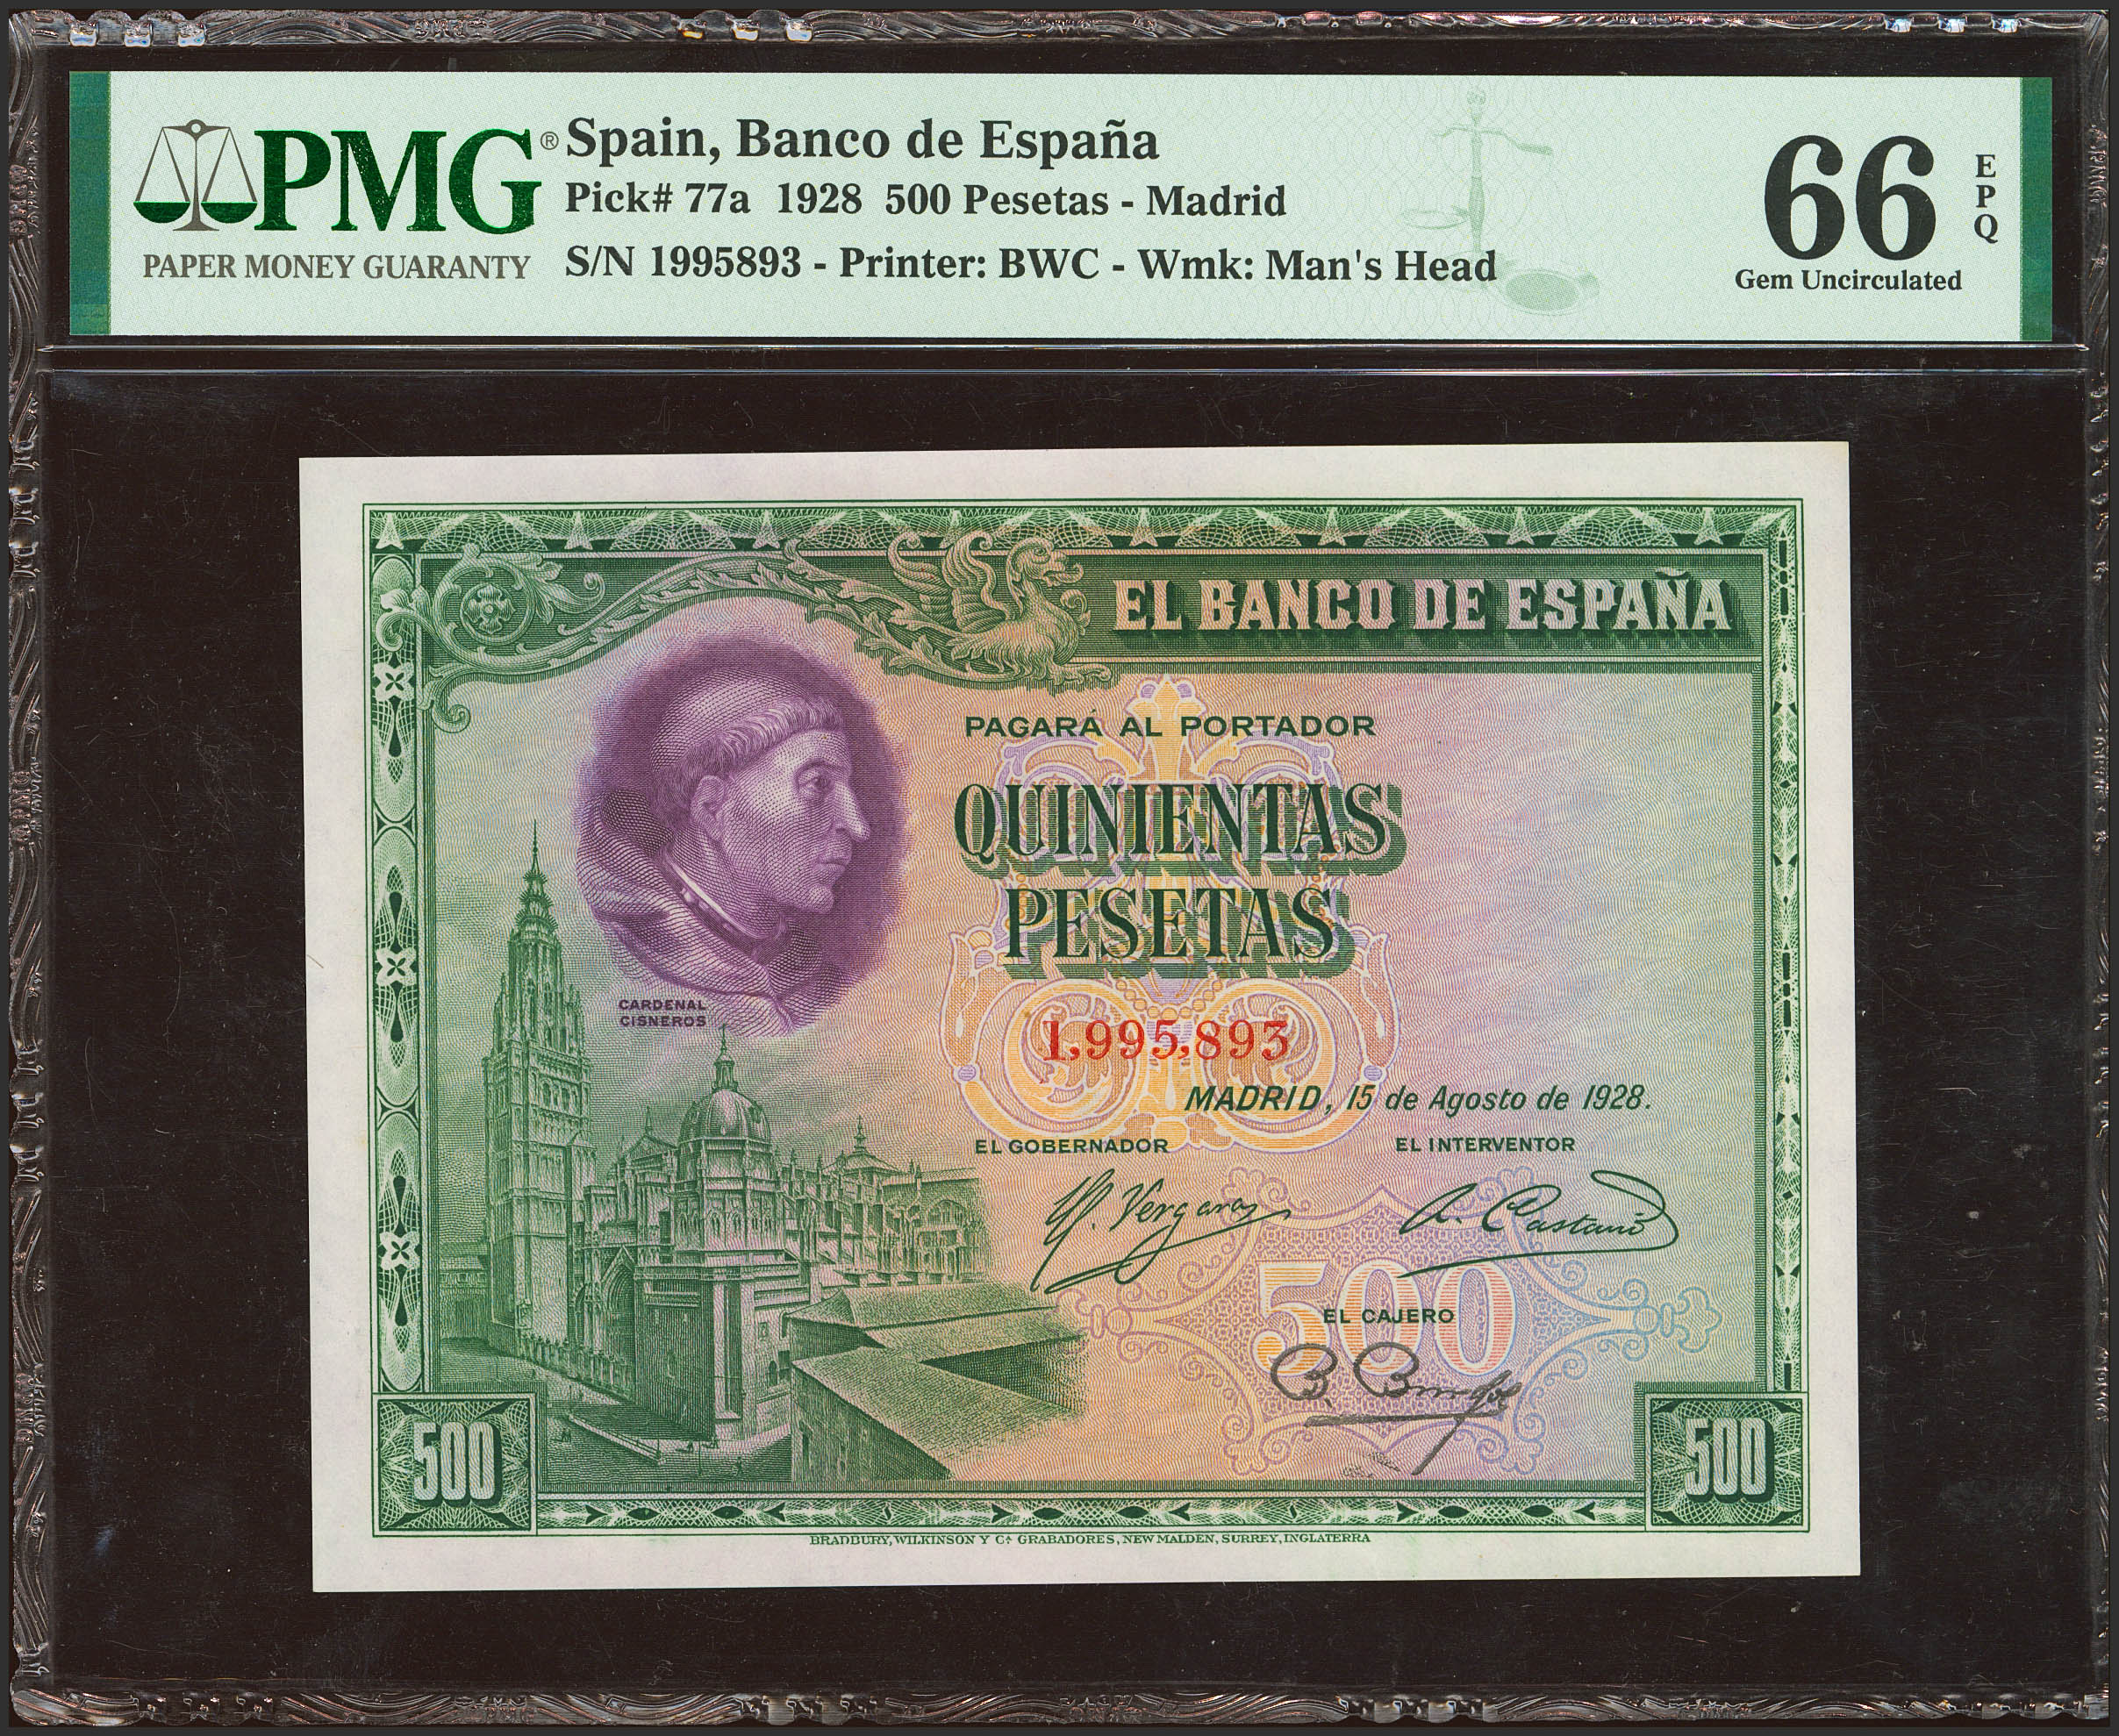 PMG®
PAPER MONEY GUARANTY
Spain, Banco de España
Pick# 77a 1928 500 Pesetas - Madrid
S/N 1995893 - Printer: BWC - Wmk: Man's Head
66 EPQ
Gem Uncirculated
EL BANCO DE ESPAÑA
PAGARÁ AL PORTADOR
QUINIENTAS
PESETAS
CARDENAL
CISNEROS
1,995,893
MADRID, 15 de Agosto de 1928.
EL GOBERNADOR
EL INTERVENTOR
500
EL CAJERO
500
500
BRADBURY, WILKINSON Y Cª. GRABADORES, NEW MALDEN, SURREY, INGLATERRA